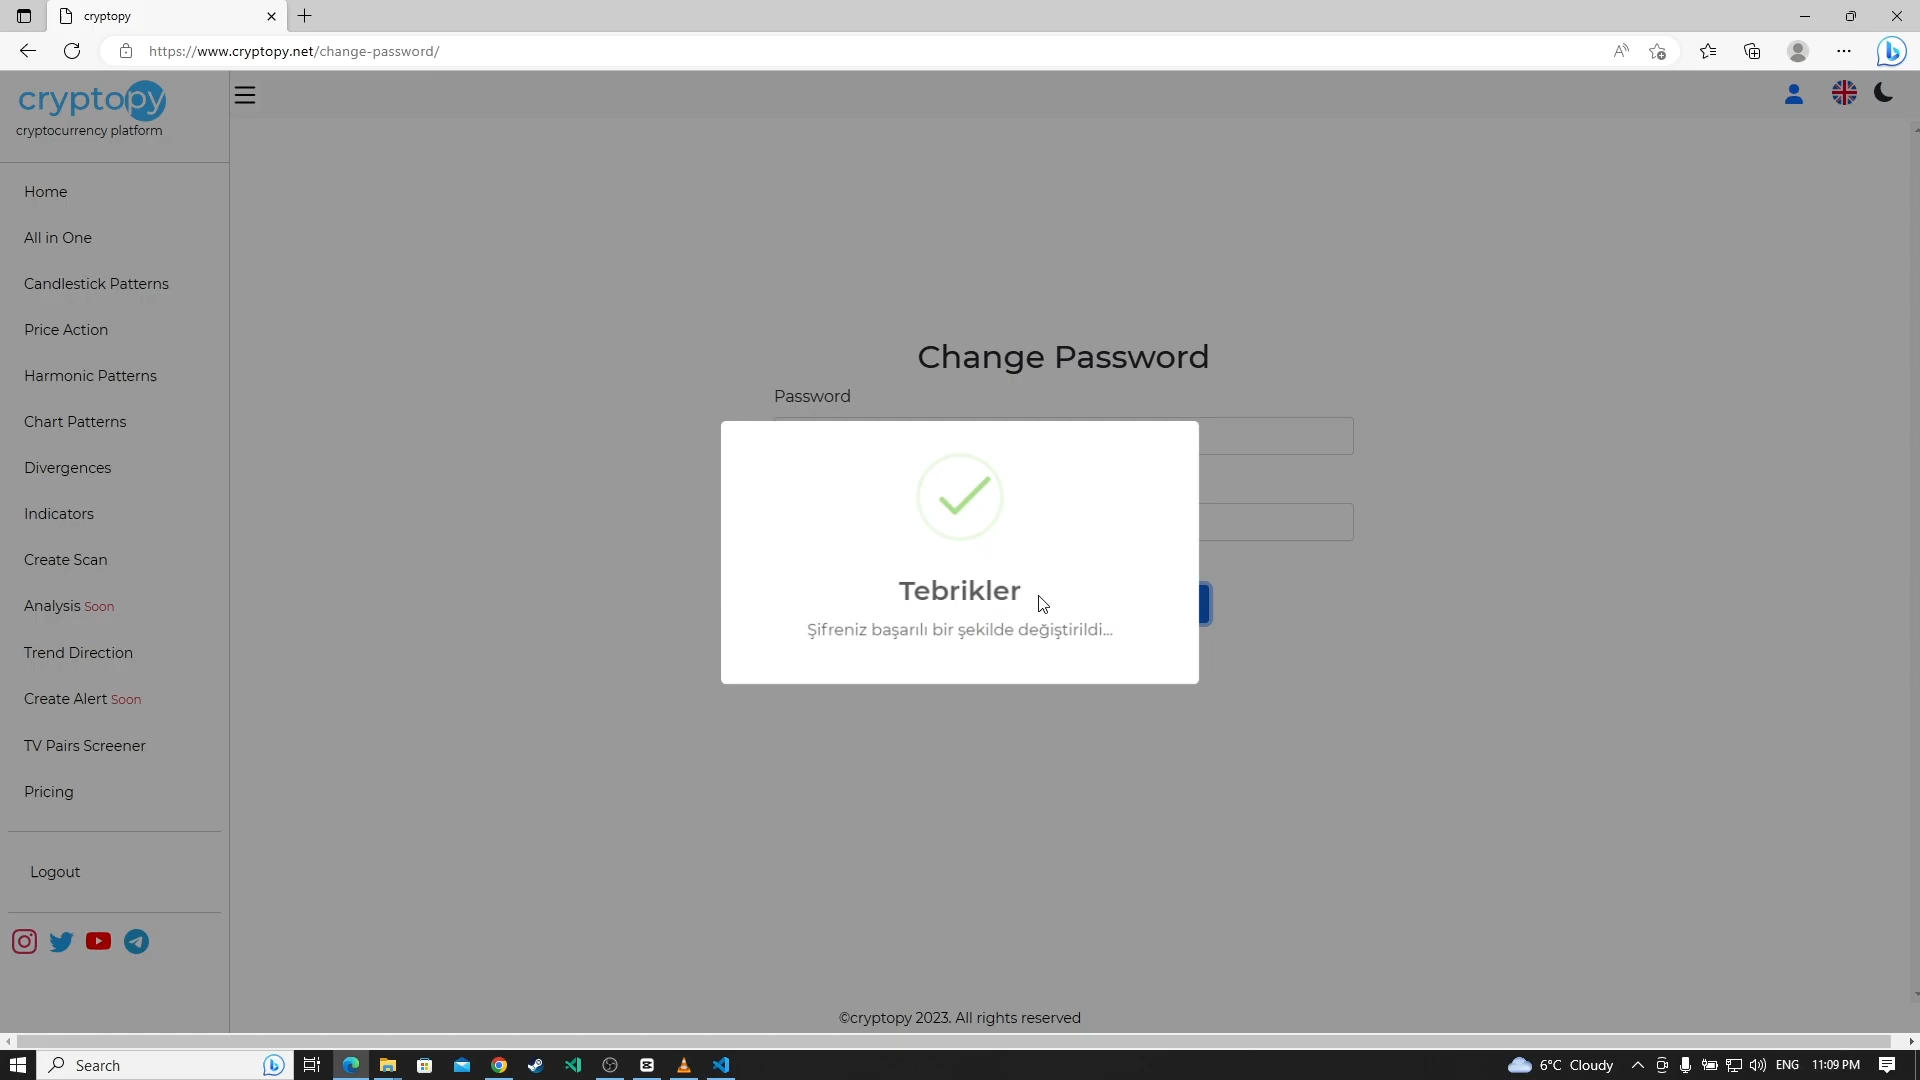 cryptopy
https://www.cryptopy.net/change-password/
cryptopy
cryptocurrency platform
Home
All in One
Candlestick Patterns
Price Action
Harmonic Patterns
Chart Patterns
Divergences
Indicators
Create Scan
Analysis Soon
Trend Direction
Create Alert Soon
TV Pairs Screener
Pricing
Logout
Change Password
Password
Tebrikler
Şifreniz başarılı bir şekilde değiştirildi...
©cryptopy 2023. All rights reserved
Search
6°C Cloudy
ENG
11:09 PM